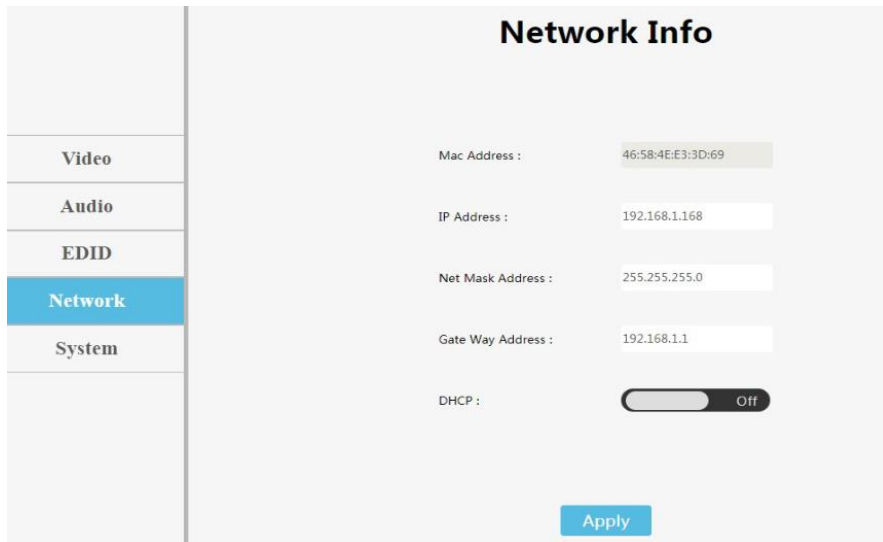 Network Info
Video
Audio
EDID
Network
System
Mac Address : 46:58:4E:E3:3D:69
IP Address : 192.168.1.168
Net Mask Address : 255.255.255.0
Gate Way Address : 192.168.1.1
DHCP : Off
Apply